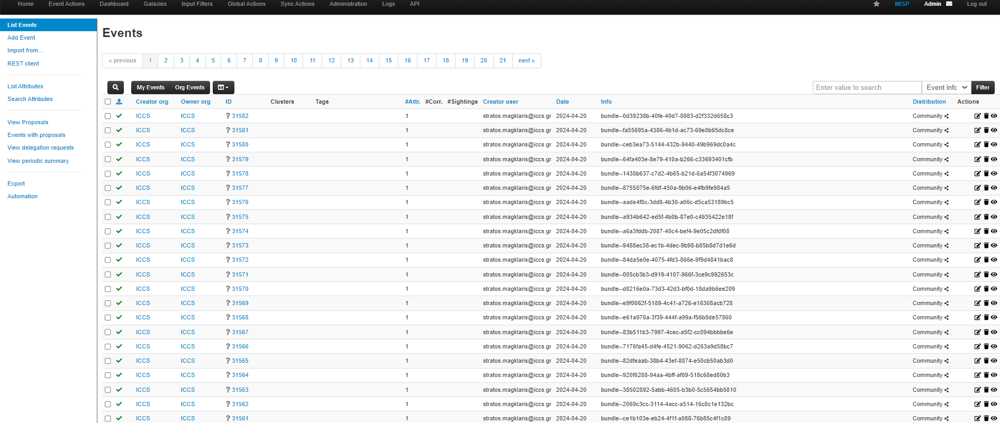 Home Event Actions Dashboard Galaxies Input Filters Global Actions Sync Actions Administration Logs API MISP Admin Log out
List Events
Add Event
Import from...
REST client
List Attributes
Search Attributes
View Proposals
Events with proposals
View delegation requests
View periodic summary
Export
Automation
Events
« previous 1 2 3 4 5 6 7 8 9 10 11 12 13 14 15 16 17 18 19 20 21 next »
My Events Org Events Enter value to search Event info Filter
Creator org Owner org ID Clusters Tags #Attr. #Corr. #Sightings Creator user Date Info Distribution Actions
ICCS ICCS ? 31582 1 stratos.magklaris@iccs.gr 2024-04-20 bundle--0d39238b-40fe-40d7-8983-d2f332d658c3 Community
ICCS ICCS ? 31581 1 stratos.magklaris@iccs.gr 2024-04-20 bundle--fa55695a-4386-4b1d-ac73-69e0b65dc8ce Community
ICCS ICCS ? 31580 1 stratos.magklaris@iccs.gr 2024-04-20 bundle--ceb3ea73-5144-432b-9440-49b969dc0a4c Community
ICCS ICCS ? 31579 1 stratos.magklaris@iccs.gr 2024-04-20 bundle--64fa403e-8e79-410a-b266-c33693401cfb Community
ICCS ICCS ? 31578 1 stratos.magklaris@iccs.gr 2024-04-20 bundle--1438b637-c7d2-4b65-b21d-6a54f3074969 Community
ICCS ICCS ? 31577 1 stratos.magklaris@iccs.gr 2024-04-20 bundle--8755075e-6fdf-450a-9b06-e4fb9fe984a5 Community
ICCS ICCS ? 31576 1 stratos.magklaris@iccs.gr 2024-04-20 bundle--aade4f8c-3dd8-4b30-a06c-d5ca53189bc5 Community
ICCS ICCS ? 31575 1 stratos.magklaris@iccs.gr 2024-04-20 bundle--a934b642-ed5f-4b0b-87e0-c4935422e18f Community
ICCS ICCS ? 31574 1 stratos.magklaris@iccs.gr 2024-04-20 bundle--a6a3fddb-2087-40c4-bef4-9e05c2dfdf08 Community
ICCS ICCS ? 31573 1 stratos.magklaris@iccs.gr 2024-04-20 bundle--9488ec38-ec1b-4dec-9b98-b85b8d7d1e6d Community
ICCS ICCS ? 31572 1 stratos.magklaris@iccs.gr 2024-04-20 bundle--84da5e0e-4075-4fd3-866e-9f9d4841bac8 Community
ICCS ICCS ? 31571 1 stratos.magklaris@iccs.gr 2024-04-20 bundle--005cb3b3-d919-4107-966f-3ce9c992653c Community
ICCS ICCS ? 31570 1 stratos.magklaris@iccs.gr 2024-04-20 bundle--d8216e0a-73d3-42d3-bf0d-18da9b6ee209 Community
ICCS ICCS ? 31569 1 stratos.magklaris@iccs.gr 2024-04-20 bundle--e9f0062f-5189-4c41-a726-e16308acb728 Community
ICCS ICCS ? 31568 1 stratos.magklaris@iccs.gr 2024-04-20 bundle--e61a976a-3f39-444f-a99a-f56b8de57860 Community
ICCS ICCS ? 31567 1 stratos.magklaris@iccs.gr 2024-04-20 bundle--83b511b3-7997-4cec-a5f2-cc094bbbbe6e Community
ICCS ICCS ? 31566 1 stratos.magklaris@iccs.gr 2024-04-20 bundle--7176fa45-d4fe-4521-9062-d263a9d58bc7 Community
ICCS ICCS ? 31565 1 stratos.magklaris@iccs.gr 2024-04-20 bundle--82dfeaab-38b4-43ef-8874-e50cb50ab3d0 Community
ICCS ICCS ? 31564 1 stratos.magklaris@iccs.gr 2024-04-20 bundle--920f6288-94aa-4bff-af69-518c68ed80b3 Community
ICCS ICCS ? 31563 1 stratos.magklaris@iccs.gr 2024-04-20 bundle--38502892-5abb-4605-b3b0-5c5654bb5810 Community
ICCS ICCS ? 31562 1 stratos.magklaris@iccs.gr 2024-04-20 bundle--2069c3cc-3114-4acc-a514-16c8c1e132bc Community
ICCS ICCS ? 31561 1 stratos.magklaris@iccs.gr 2024-04-20 bundle--ce1b103e-eb24-4f1f-a088-76b85c4f1c89 Community